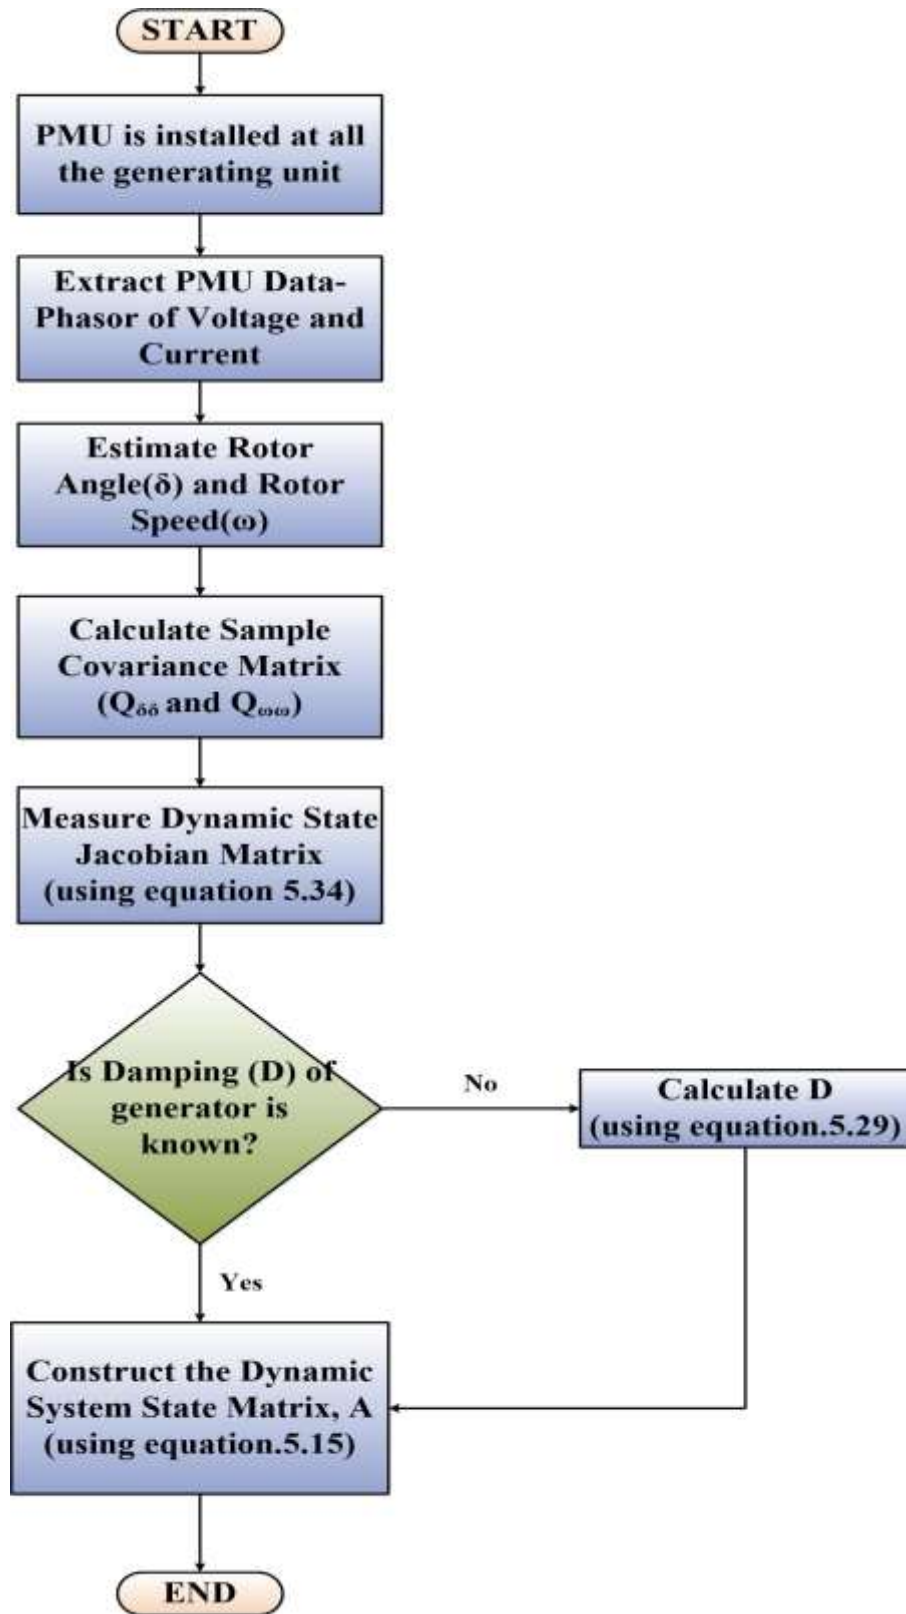 START
PMU is installed at all
the generating unit
Extract PMU Data-
Phasor of Voltage and
Current
Estimate Rotor
Angle(δ) and Rotor
Speed(ω)
Calculate Sample
Covariance Matrix
(Qδδ and Qωω)
Measure Dynamic State
Jacobian Matrix
(using equation 5.34)
Is Damping (D) of
generator is
known?
No
Calculate D
(using equation.5.29)
Yes
Construct the Dynamic
System State Matrix, A
(using equation.5.15)
END